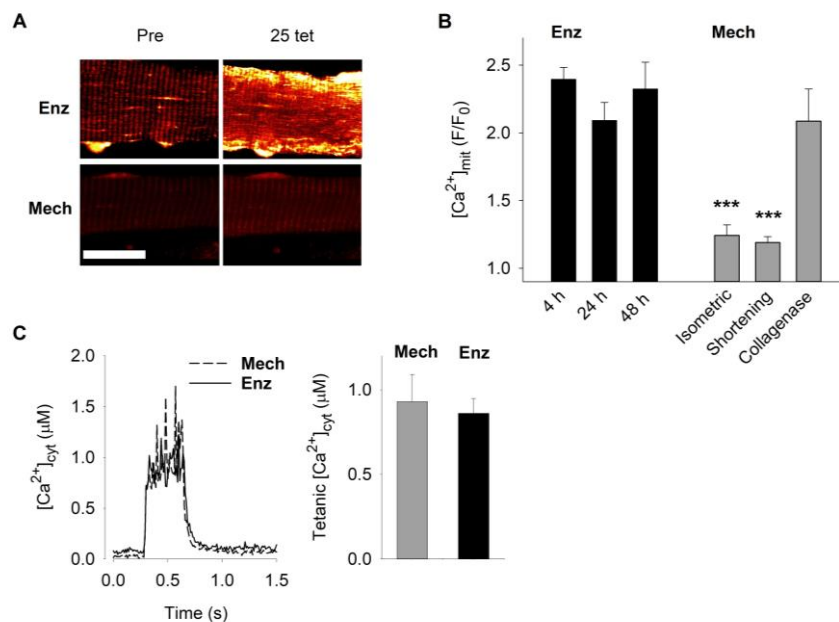 A
Pre
25 tet
Enz
Mech
B
Enz
Mech
[Ca²⁺]mit (F/F₀)
2.5
2.0
1.5
1.0
***
***
4 h
24 h
48 h
Isometric
Shortening
Collagenase
C
[Ca²⁺]cyt (μM)
2.0
1.5
1.0
0.5
0.0
Mech
Enz
0.0
0.5
1.0
1.5
Time (s)
Tetanic [Ca²⁺]cyt (μM)
1.0
0.5
0.0
Mech
Enz